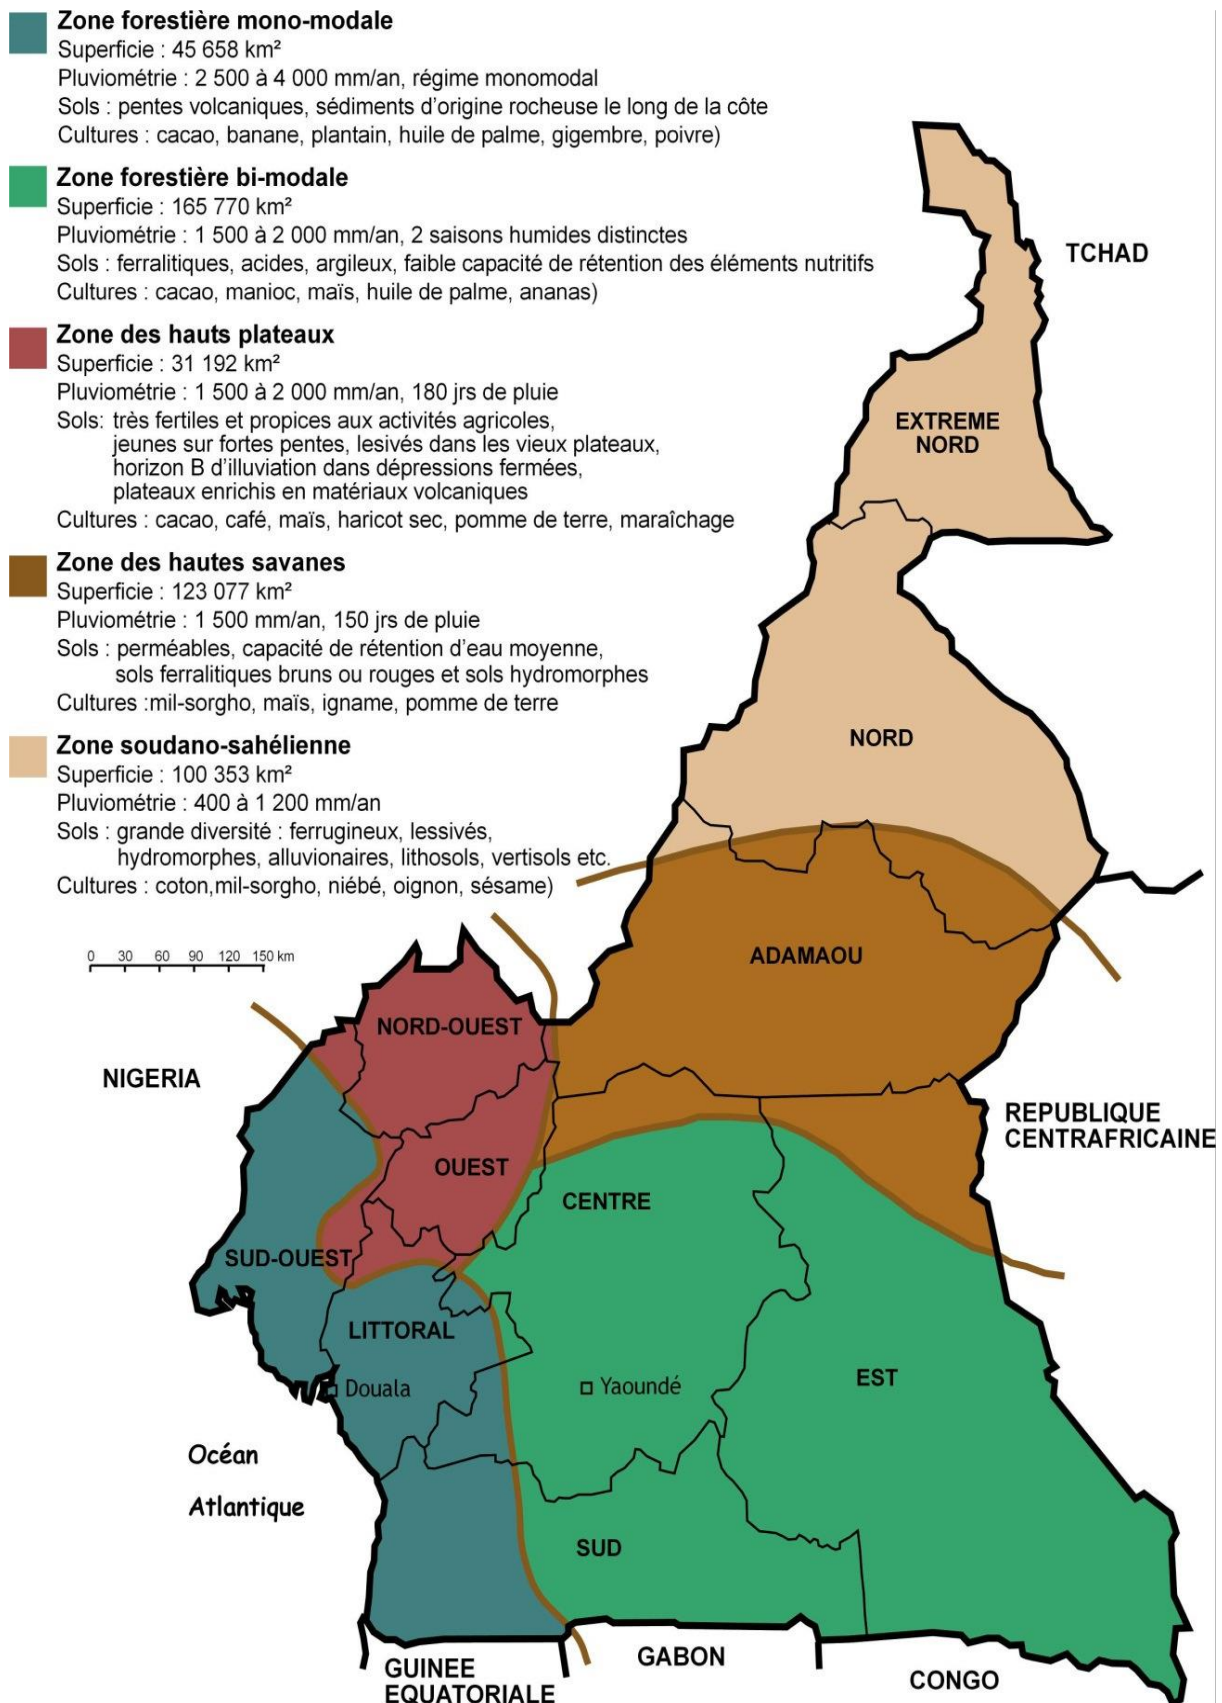 Zone forestière mono-modale
Superficie : 45 658 km²
Pluviométrie : 2 500 à 4 000 mm/an, régime monomodal
Sols : pentes volcaniques, sédiments d'origine rocheuse le long de la côte
Cultures : cacao, banane, plantain, huile de palme, gigembre, poivre)
Zone forestière bi-modale
Superficie : 165 770 km²
Pluviométrie : 1 500 à 2 000 mm/an, 2 saisons humides distinctes
Sols : ferralitiques, acides, argileux, faible capacité de rétention des éléments nutritifs
Cultures : cacao, manioc, maïs, huile de palme, ananas)
Zone des hauts plateaux
Superficie : 31 192 km²
Pluviométrie : 1 500 à 2 000 mm/an, 180 jrs de pluie
Sols: très fertiles et propices aux activités agricoles,
jeunes sur fortes pentes, lesivés dans les vieux plateaux,
horizon B d'illuviation dans dépressions fermées,
plateaux enrichis en matériaux volcaniques
Cultures : cacao, café, maïs, haricot sec, pomme de terre, maraîchage
Zone des hautes savanes
Superficie : 123 077 km²
Pluviométrie : 1 500 mm/an, 150 jrs de pluie
Sols : perméables, capacité de rétention d'eau moyenne,
sols ferralitiques bruns ou rouges et sols hydromorphes
Cultures :mil-sorgho, maïs, igname, pomme de terre
Zone soudano-sahélienne
Superficie : 100 353 km²
Pluviométrie : 400 à 1 200 mm/an
Sols : grande diversité : ferrugineux, lessivés,
hydromorphes, alluvionaires, lithosols, vertisols etc.
Cultures : coton,mil-sorgho, niébé, oignon, sésame)
0 30 60 90 120 150 km
TCHAD
EXTREME
NORD
NORD
ADAMAOU
NORD-OUEST
NIGERIA
REPUBLIQUE
CENTRAFRICAINE
OUEST
CENTRE
SUD-OUEST
LITTORAL
EST
Douala
Yaoundé
Océan
Atlantique
SUD
GUINEE
EQUATORIALE
GABON
CONGO